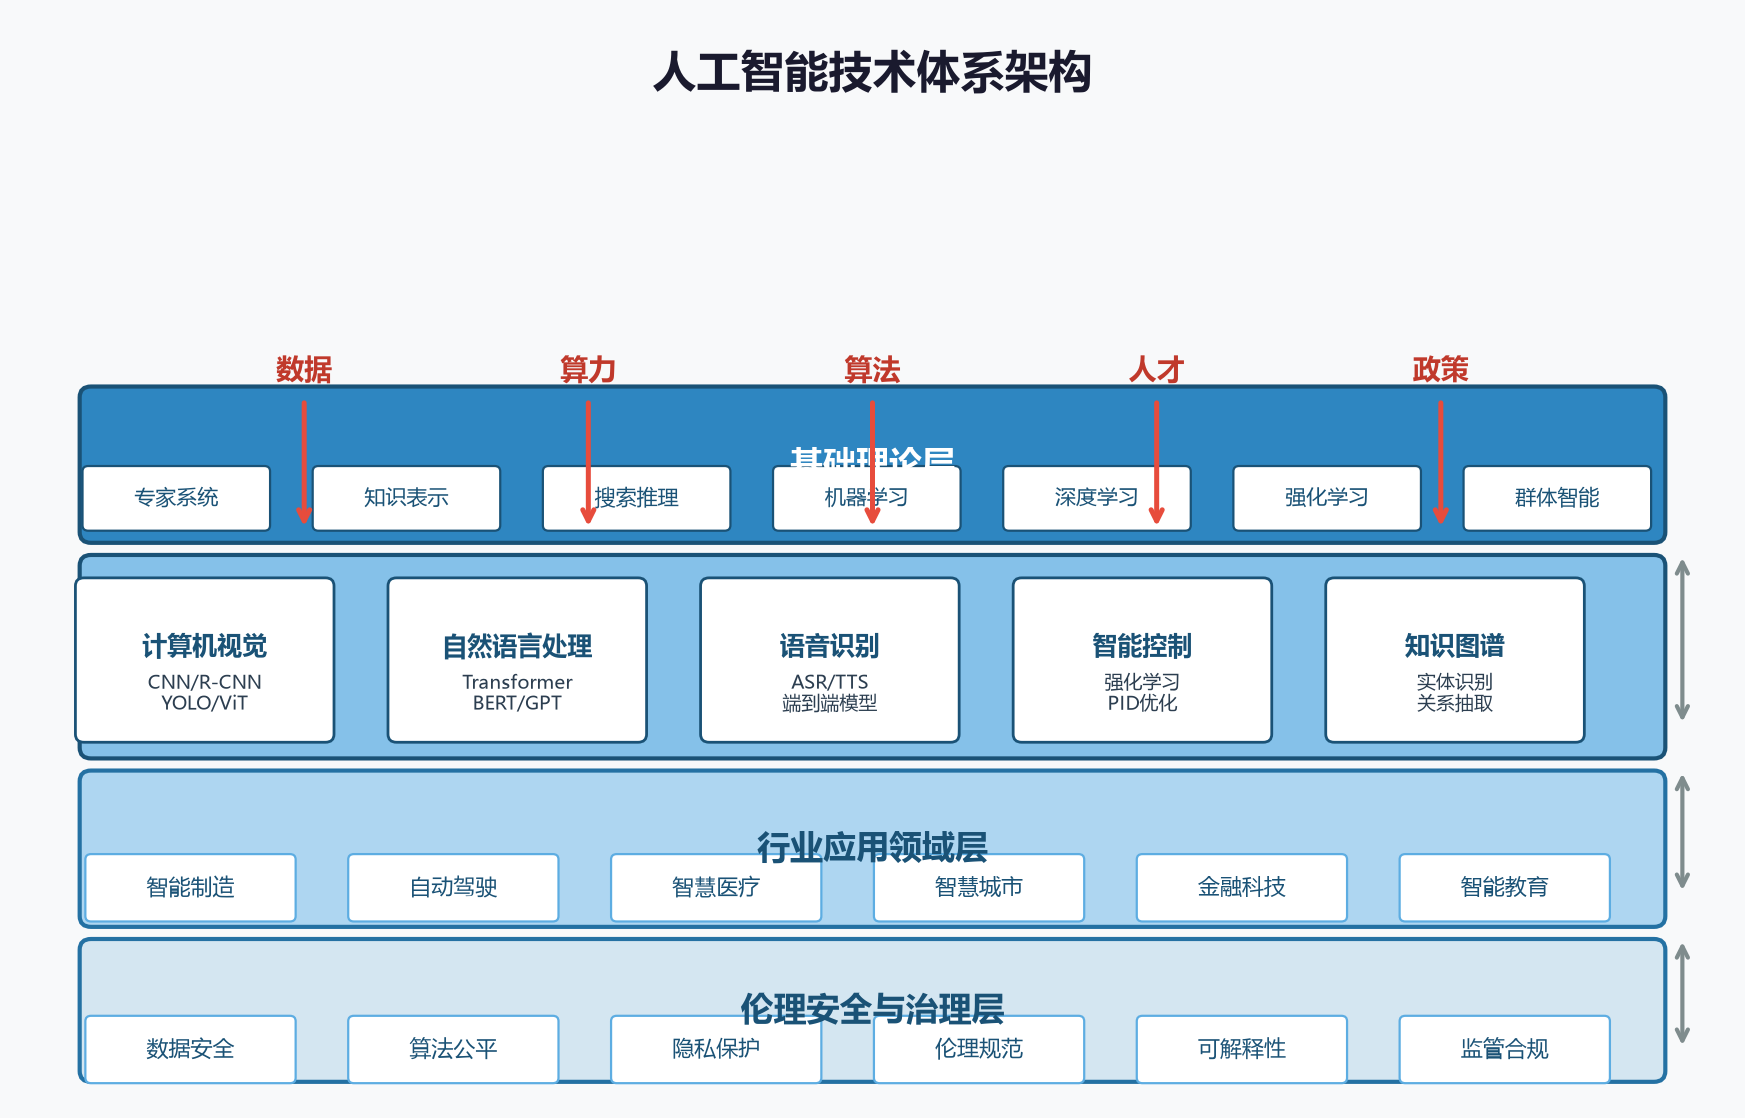 人工智能技术体系架构
数据 算力 算法 人才 政策
基础理论层
专家系统 知识表示 搜索推理 机器学习 深度学习 强化学习 群体智能
计算机视觉 自然语言处理 语音识别 智能控制 知识图谱
CNN/R-CNN Transformer ASR/TTS 强化学习 实体识别
YOLO/ViT BERT/GPT 端到端模型 PID优化 关系抽取
行业应用领域层
智能制造 自动驾驶 智慧医疗 智慧城市 金融科技 智能教育
伦理安全与治理层
数据安全 算法公平 隐私保护 伦理规范 可解释性 监管合规